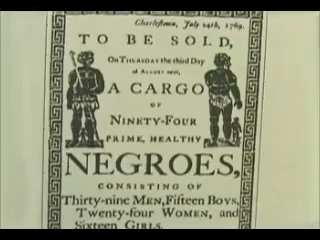 Charlestown, July 24th, 1769.
TO BE SOLD,
On THURSDAY the third Day
of AUGUST next,
A CARGO
OF
NINETY-FOUR
PRIME, HEALTHY
NEGROES,
CONSISTING OF
Thirty-nine MEN, Fifteen BOYS,
Twenty-four WOMEN, and
Sixteen GIRLS.